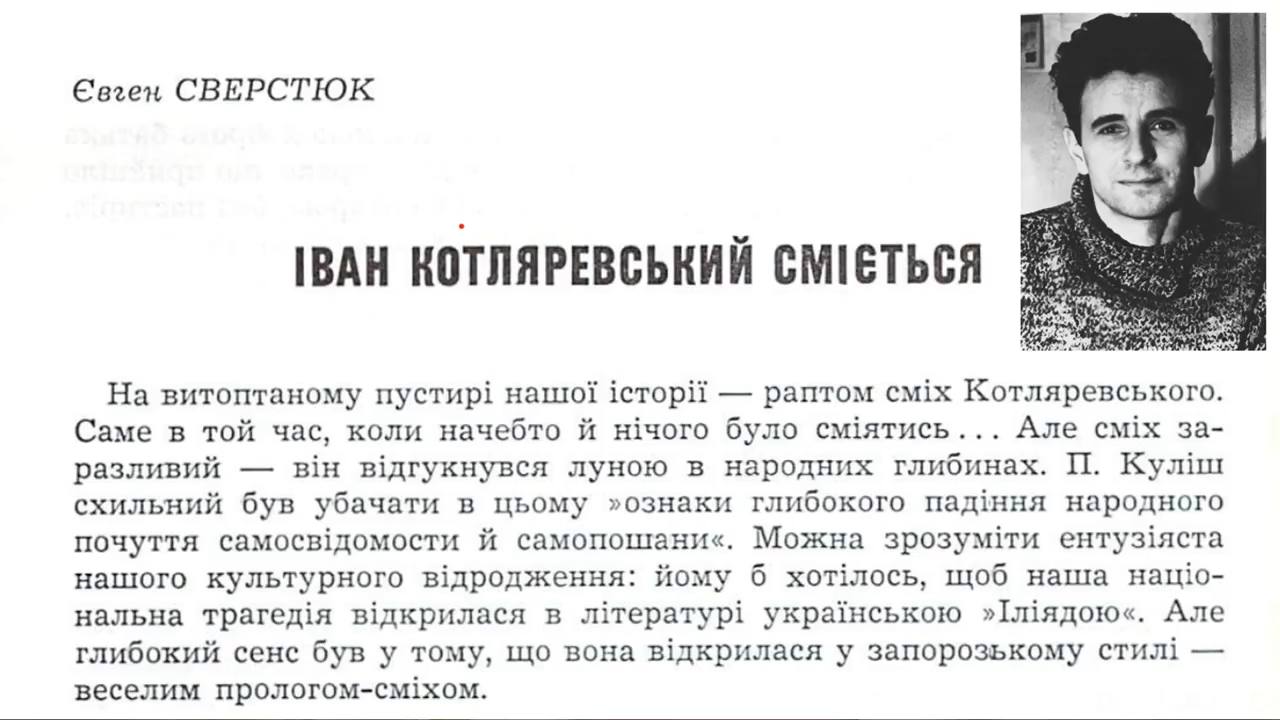 Євген СВЕРСТЮК
ІВАН КОТЛЯРЕВСЬКИЙ СМІЄТЬСЯ
На витоптаному пустирі нашої історії — раптом сміх Котляревського.
Саме в той час, коли начебто й нічого було сміятись... Але сміх за-
разливий — він відгукнувся луною в народних глибинах. П. Куліш
схильний був убачати в цьому »ознаки глибокого падіння народного
почуття самосвідомости й самопошани«. Можна зрозуміти ентузіяста
нашого культурного відродження: йому б хотілось, щоб наша націо-
нальна трагедія відкрилася в літературі українською »Іліядою«. Але
глибокий сенс був у тому, що вона відкрилася у запорозькому стилі —
веселим прологом-сміхом.